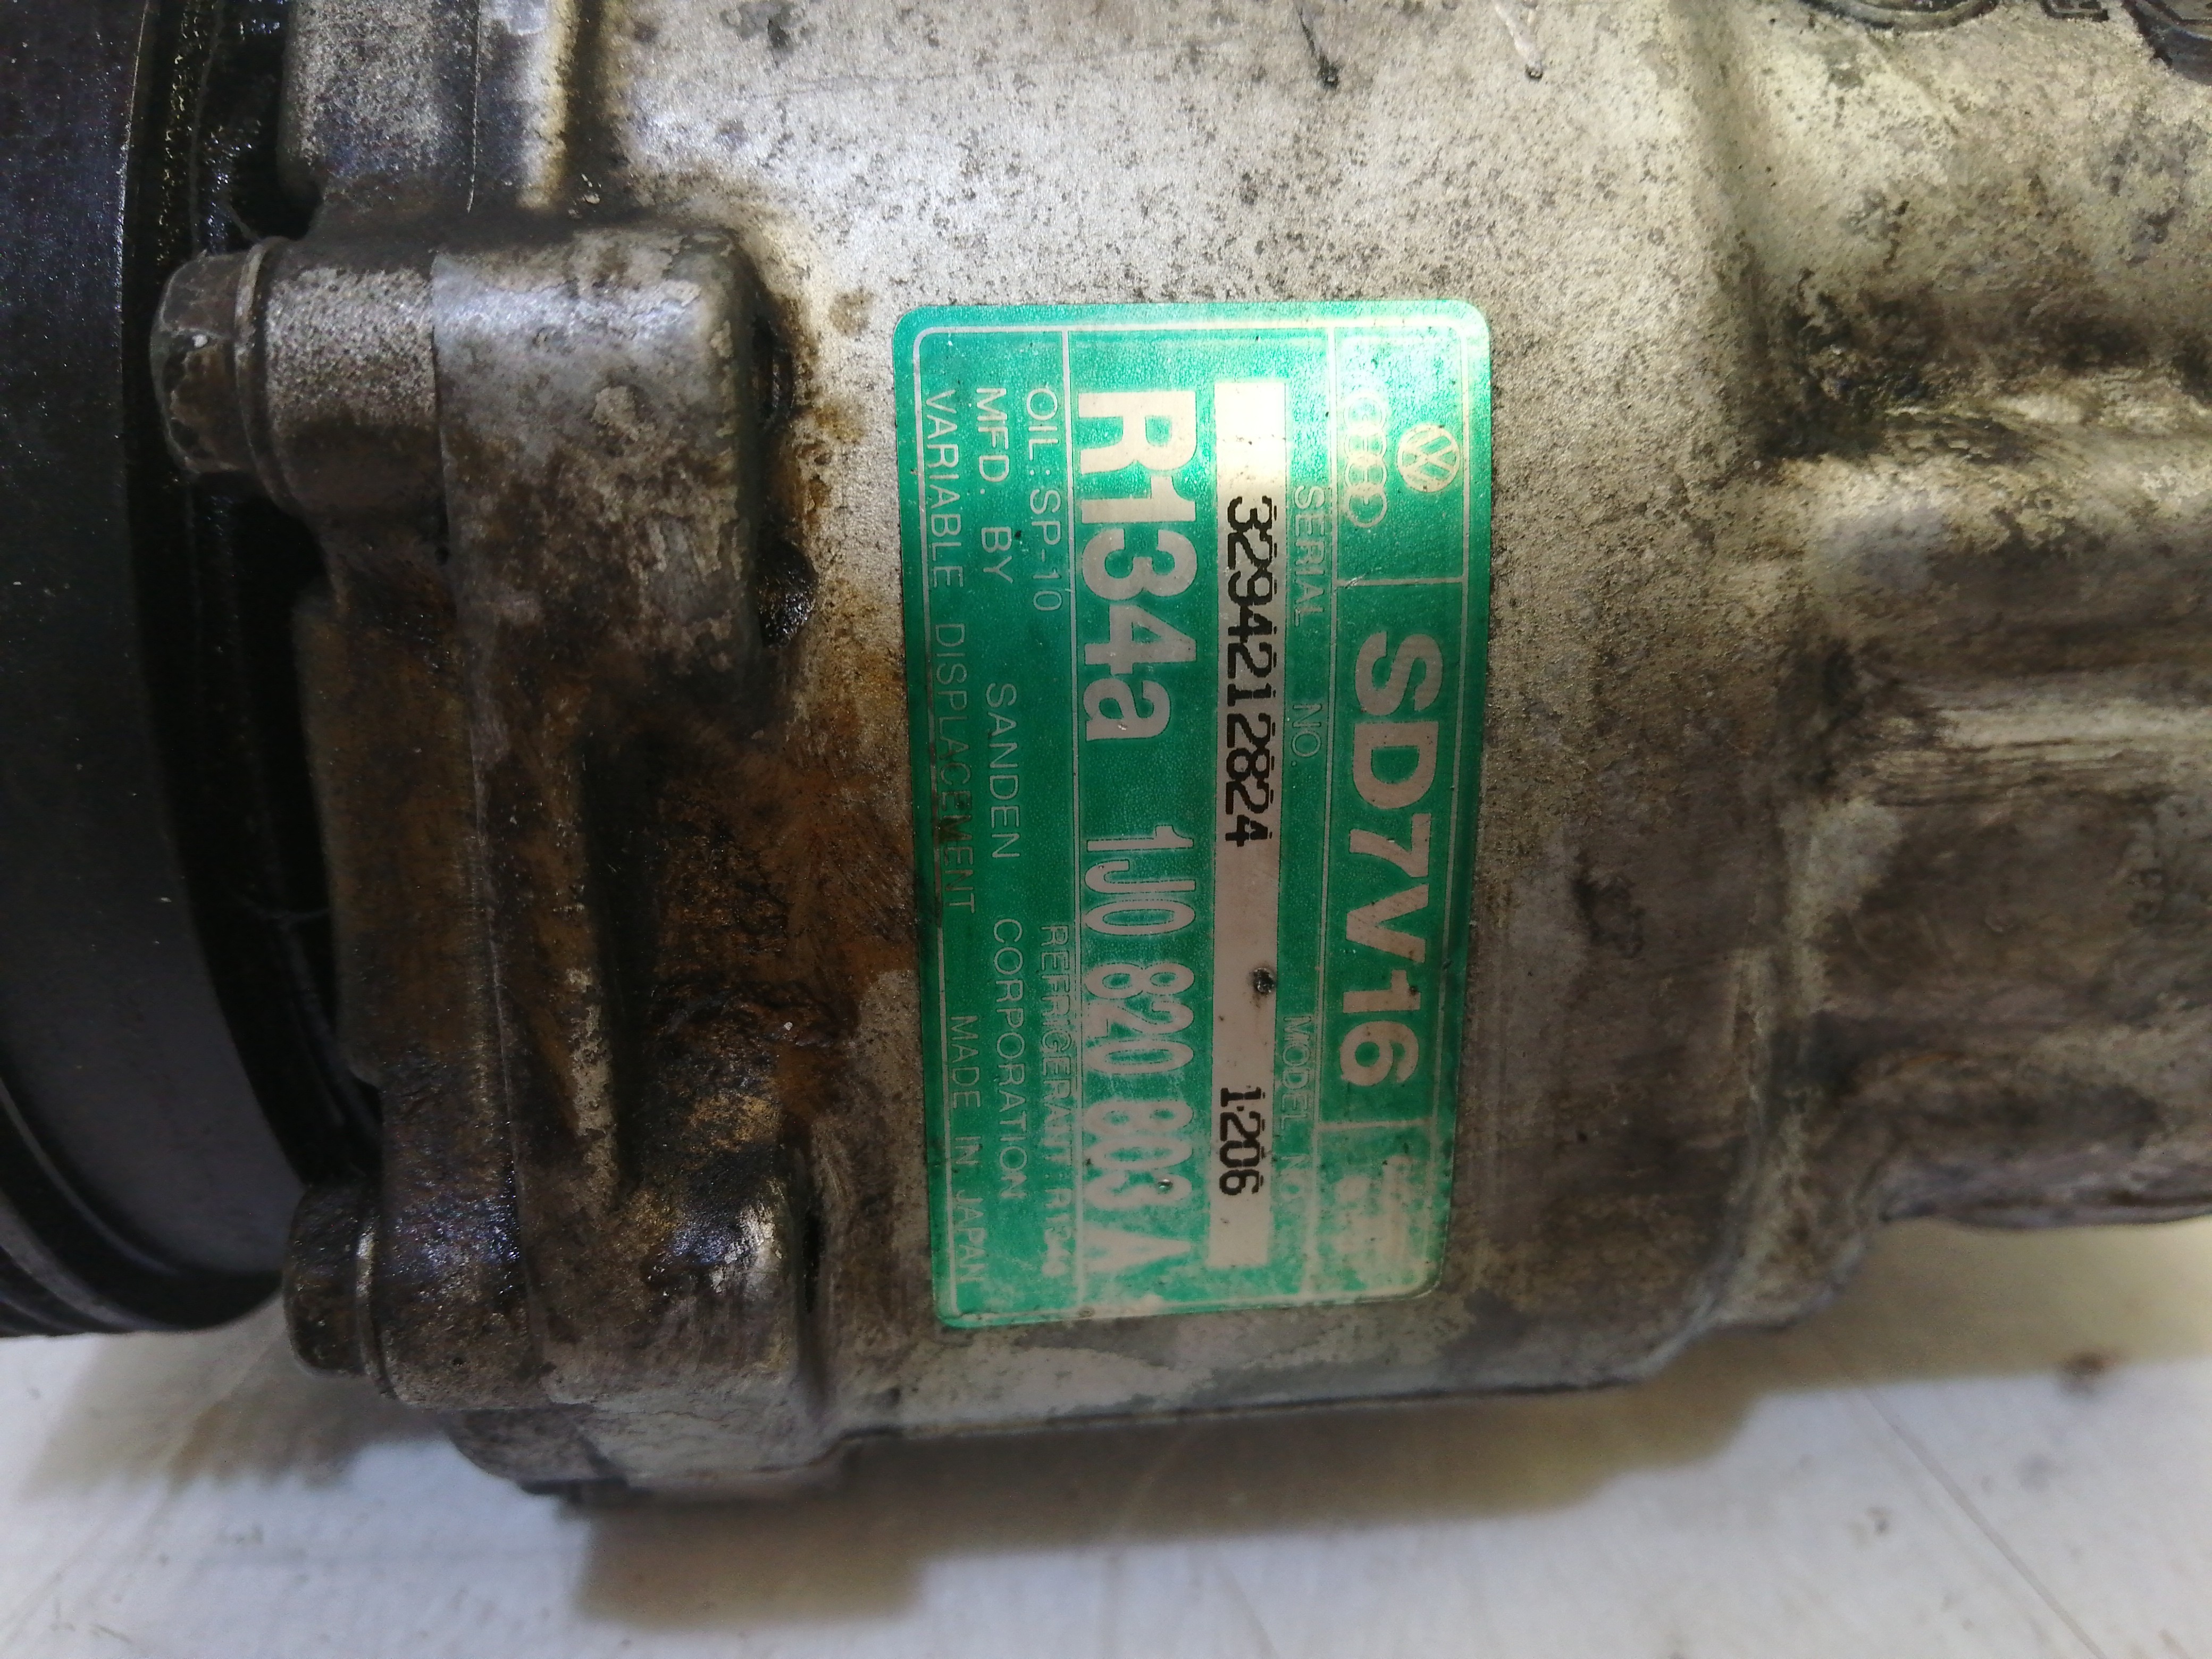 SD7V16
SERIAL NO. MODEL NO.
3294212824 1206
R134a 1J0 820 803 A
OIL: SP-10 REFRIGERANT R134a
MFD. BY SANDEN CORPORATION
VARIABLE DISPLACEMENT MADE IN JAPAN